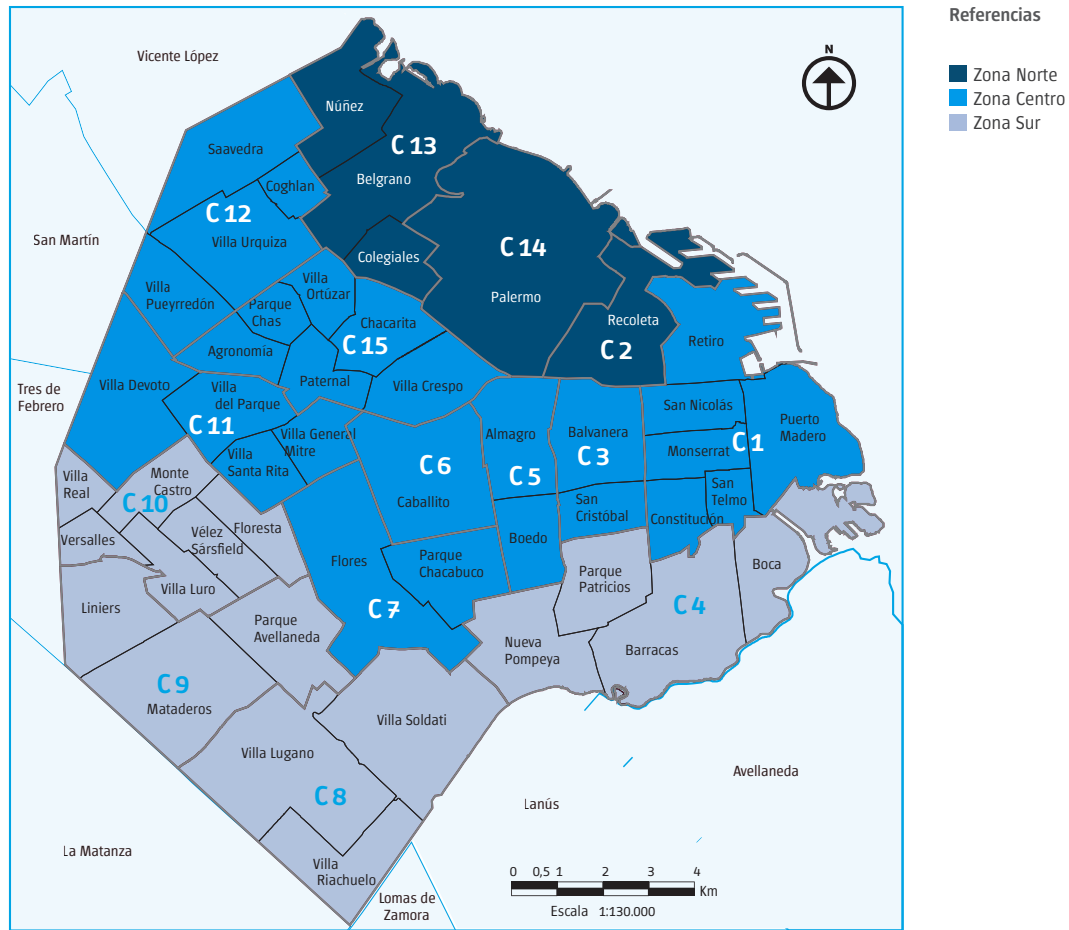 Referencias
Zona Norte
Zona Centro
Zona Sur
Vicente López
N
Núñez
C 13
Saavedra
Coghlan
Belgrano
C 12
Villa Urquiza
San Martín
Colegiales
C 14
Palermo
Villa
Pueyrredón
Villa
Ortúzar
Parque
Chas
Chacarita
C 15
Recoleta
C 2
Retiro
Agronomía
Paternal
Villa Crespo
Tres de
Febrero
Villa Devoto
Villa
del Parque
C 11
San Nicolás
Puerto
Madero
Villa General
Mitre
Almagro
Balvanera
Monserrat
C 1
Villa
Santa Rita
C 6
C 5
C 3
Villa
Real
Monte
Castro
C 10
Caballito
San
Cristóbal
San
Telmo
Constitución
Versalles
Vélez
Sársfield
Floresta
Boedo
Flores
Parque
Chacabuco
Parque
Patricios
Boca
Villa Luro
Liniers
C 7
C 4
Parque
Avellaneda
Nueva
Pompeya
Barracas
C 9
Mataderos
Villa Soldati
Villa Lugano
C 8
Avellaneda
Lanús
La Matanza
Villa
Riachuelo
Lomas de
Zamora
0 0,5 1 2 3 4
Km
Escala 1:130.000